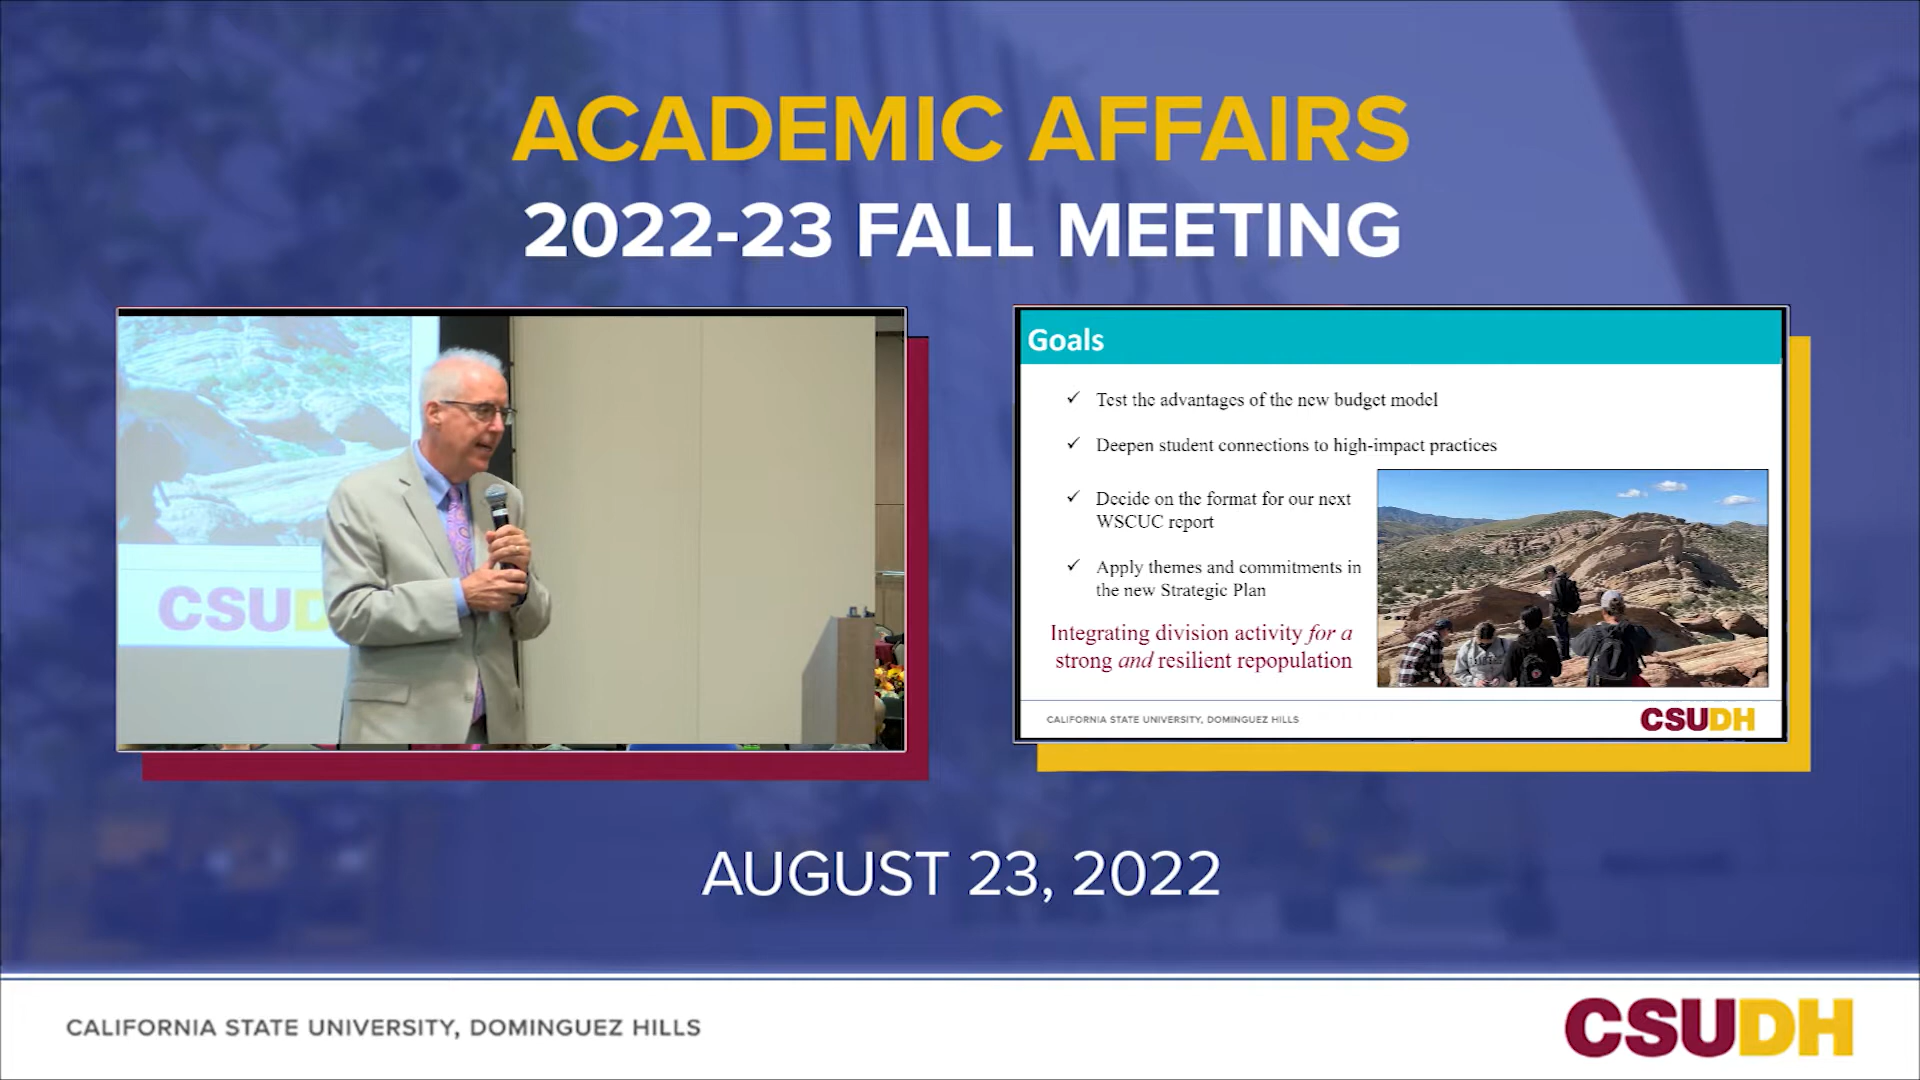 ACADEMIC AFFAIRS
2022-23 FALL MEETING
CSUD
Goals
✓ Test the advantages of the new budget model
✓ Deepen student connections to high-impact practices
✓ Decide on the format for our next
WSCUC report
✓ Apply themes and commitments in
the new Strategic Plan
Integrating division activity for a
strong and resilient repopulation
CALIFORNIA STATE UNIVERSITY, DOMINGUEZ HILLS
CSUDH
AUGUST 23, 2022
CALIFORNIA STATE UNIVERSITY, DOMINGUEZ HILLS
CSUDH